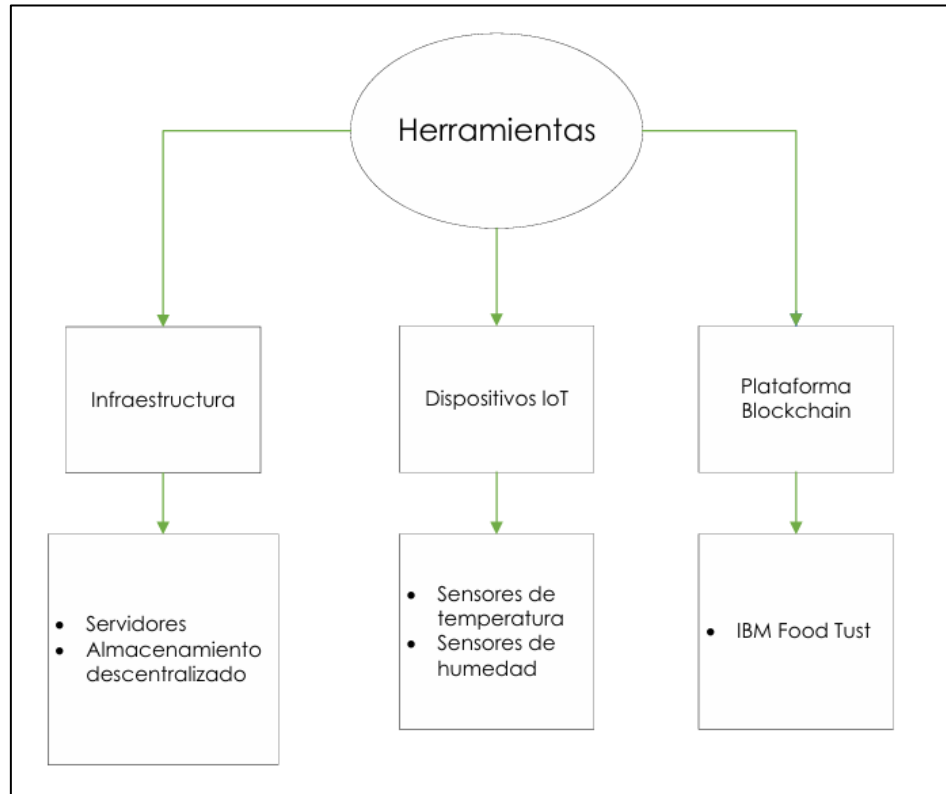 Herramientas
Infraestructura
Dispositivos IoT
Plataforma
Blockchain
• Servidores
• Almacenamiento
descentralizado
• Sensores de
temperatura
• Sensores de
humedad
• IBM Food Tust